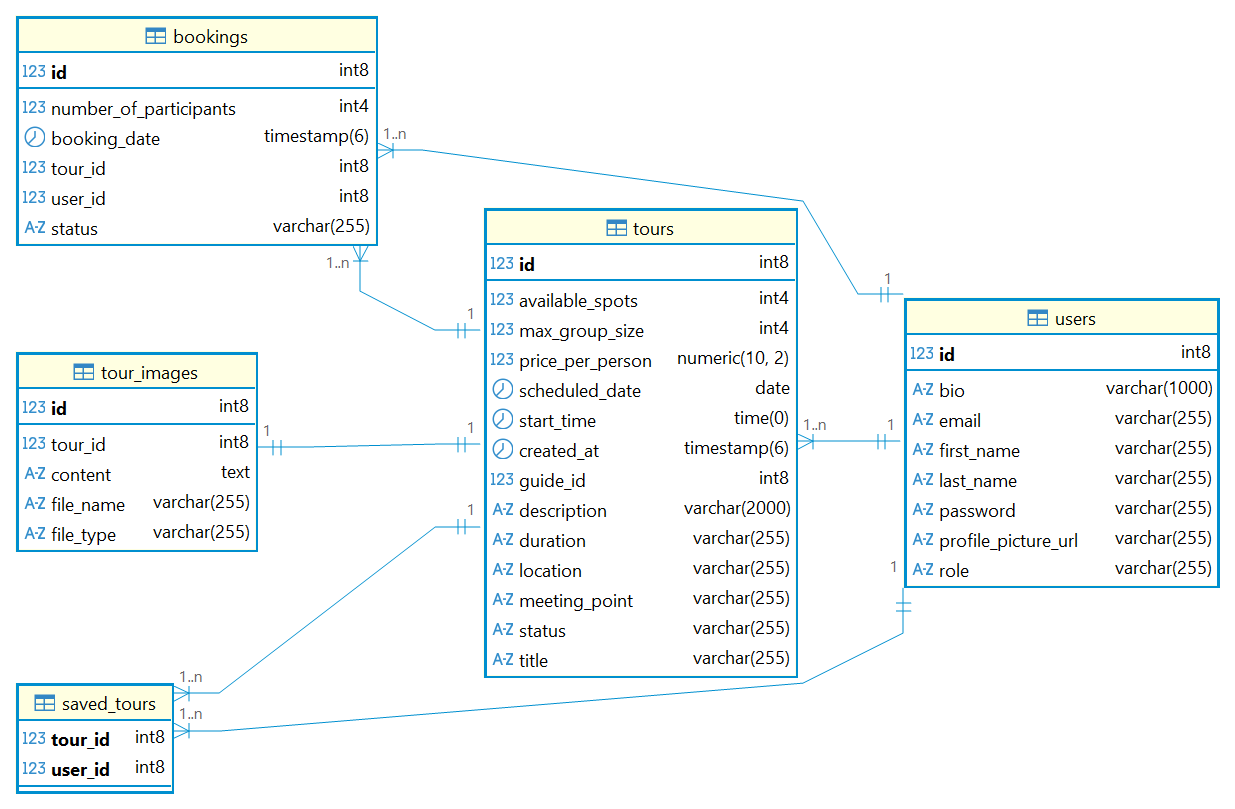 bookings
123 id int8
123 number_of_participants int4
booking_date timestamp(6)
123 tour_id int8
123 user_id int8
A-Z status varchar(255)
1..n
1..n
1
1
tours
123 id int8
123 available_spots int4
123 max_group_size int4
123 price_per_person numeric(10, 2)
scheduled_date date
start_time time(0)
created_at timestamp(6)
123 guide_id int8
A-Z description varchar(2000)
A-Z duration varchar(255)
A-Z location varchar(255)
A-Z meeting_point varchar(255)
A-Z status varchar(255)
A-Z title varchar(255)
users
123 id int8
A-Z bio varchar(1000)
A-Z email varchar(255)
A-Z first_name varchar(255)
A-Z last_name varchar(255)
A-Z password varchar(255)
A-Z profile_picture_url varchar(255)
A-Z role varchar(255)
1..n
1
1
tour_images
123 id int8
123 tour_id int8
A-Z content text
A-Z file_name varchar(255)
A-Z file_type varchar(255)
1
1
1
1..n
1..n
saved_tours
123 tour_id int8
123 user_id int8